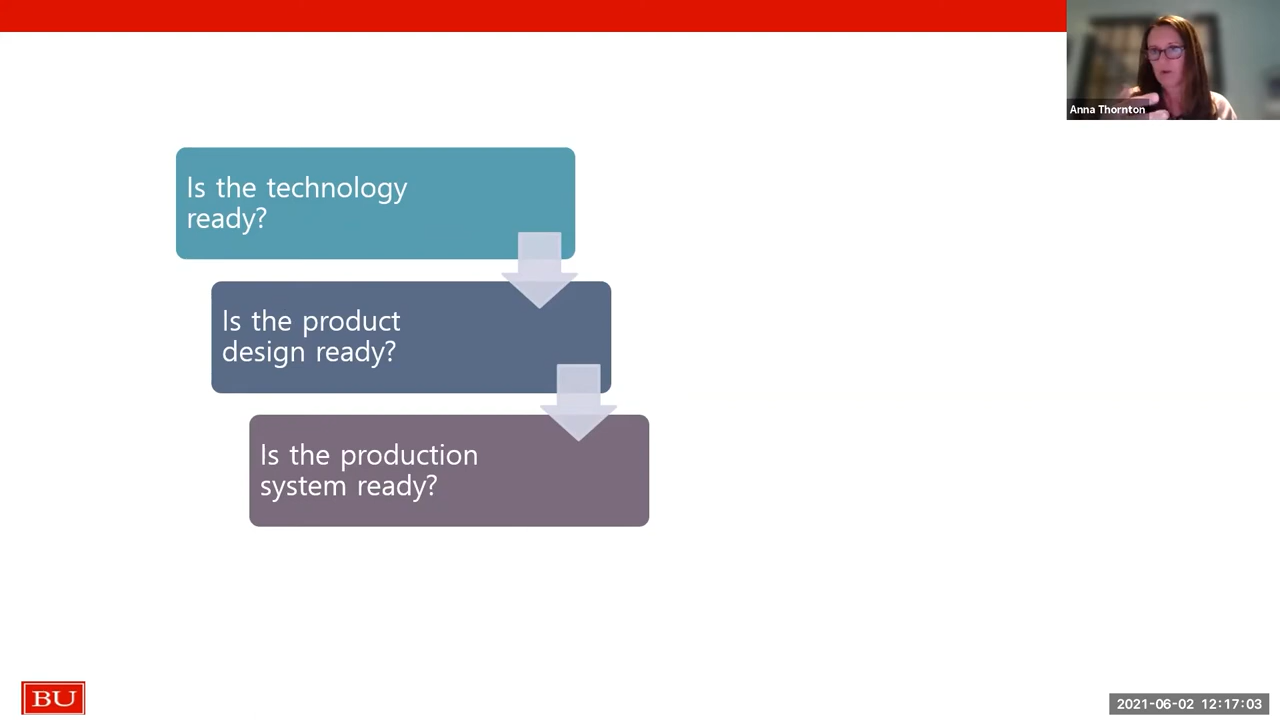 Anna Thornton
Is the technology
ready?
Is the product
design ready?
Is the production
system ready?
BU
2021-06-02 12:17:03